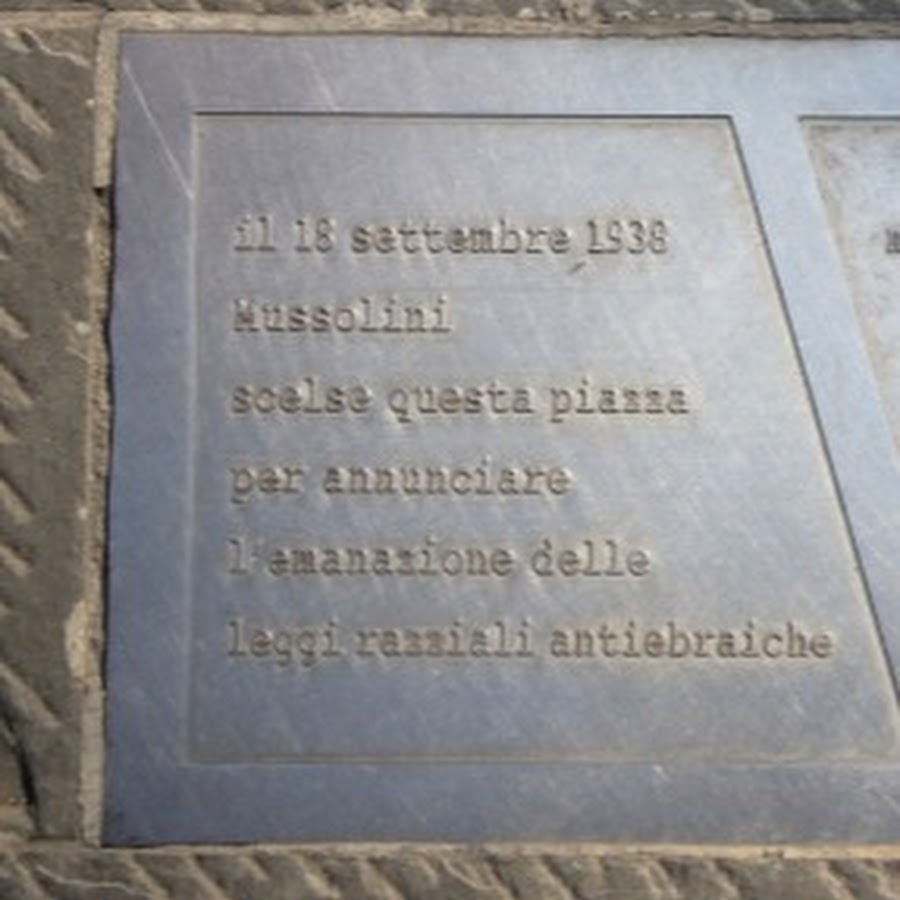 il 18 settembre 1938
Mussolini
scelse questa piazza
per annunciare
l'emanazione delle
leggi razziali antiebraiche